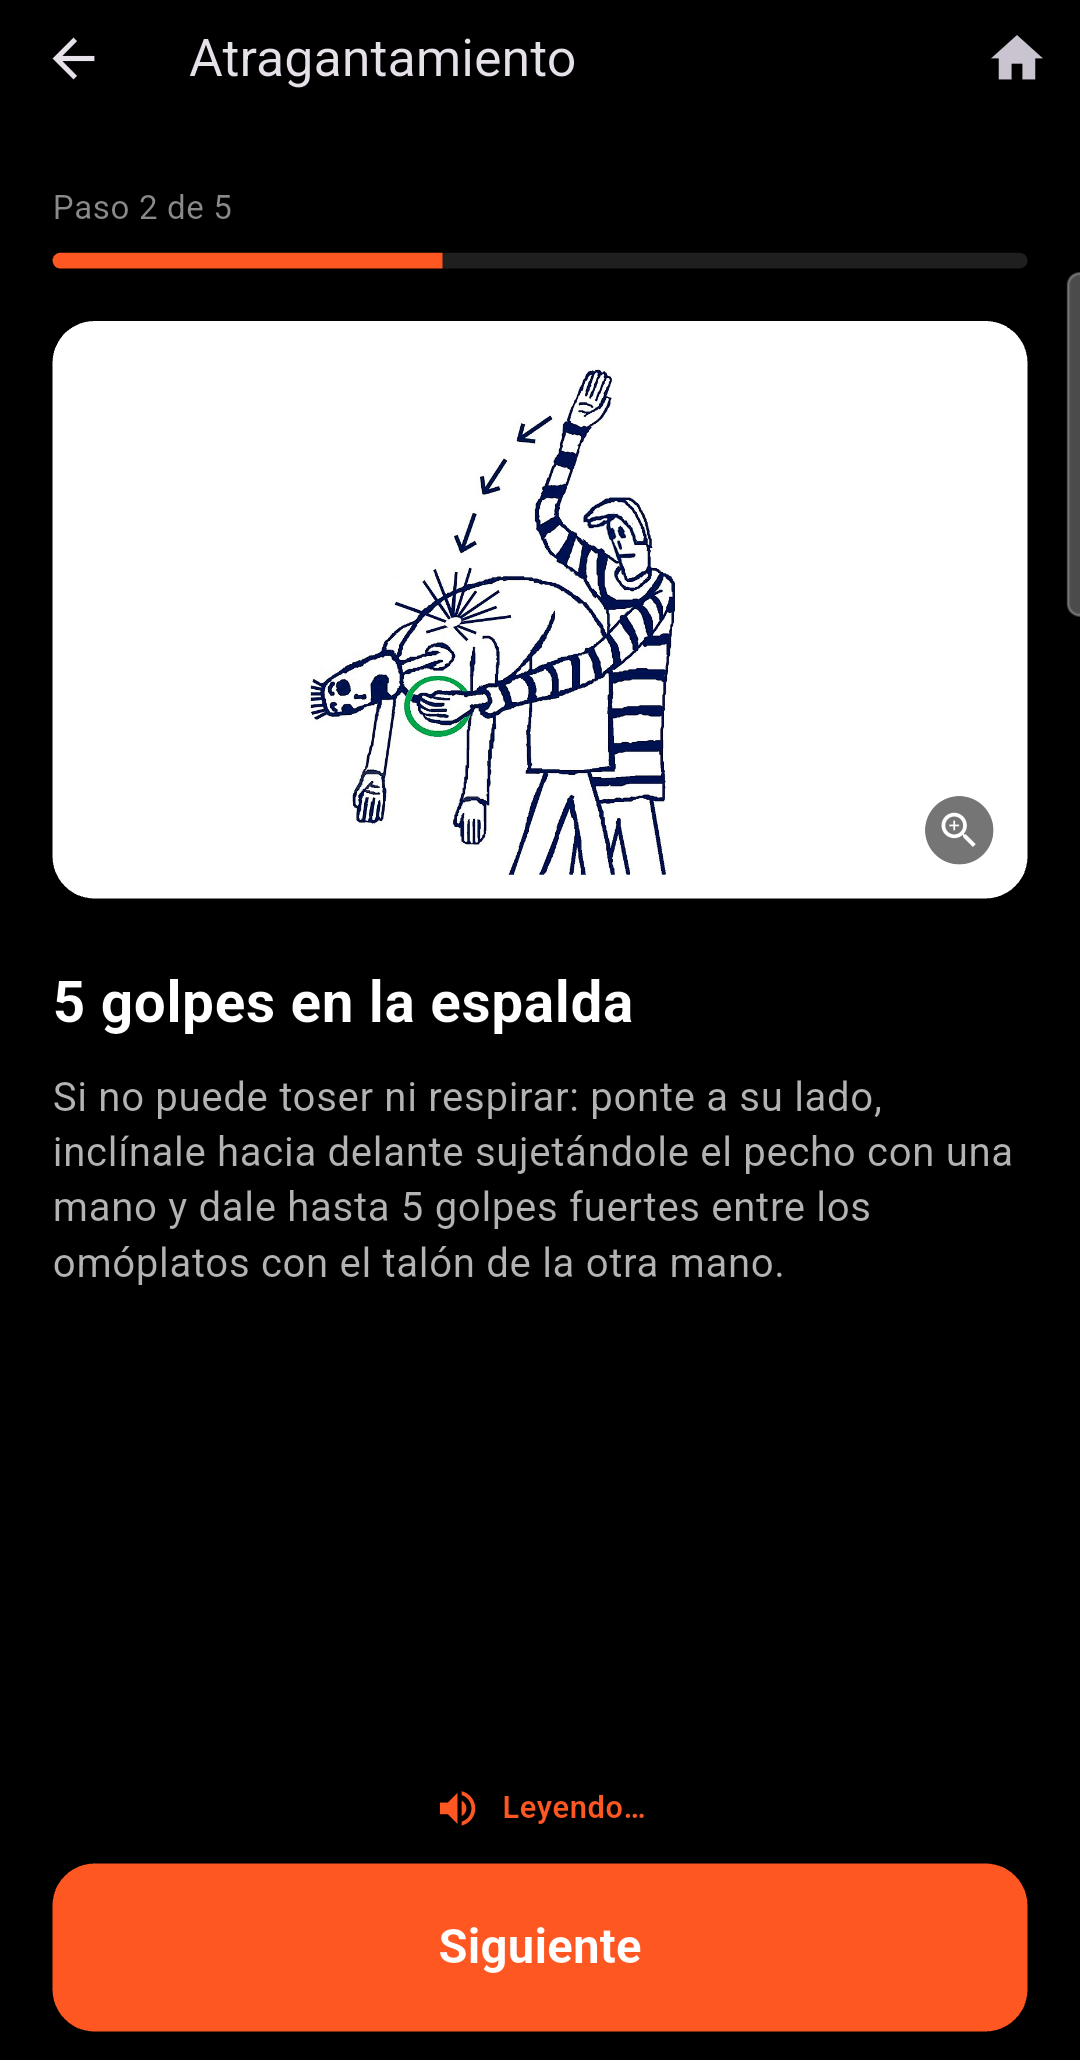 Atragantamiento
Paso 2 de 5
5 golpes en la espalda
Si no puede toser ni respirar: ponte a su lado,
inclínale hacia delante sujetándole el pecho con una
mano y dale hasta 5 golpes fuertes entre los
omóplatos con el talón de la otra mano.
Leyendo...
Siguiente